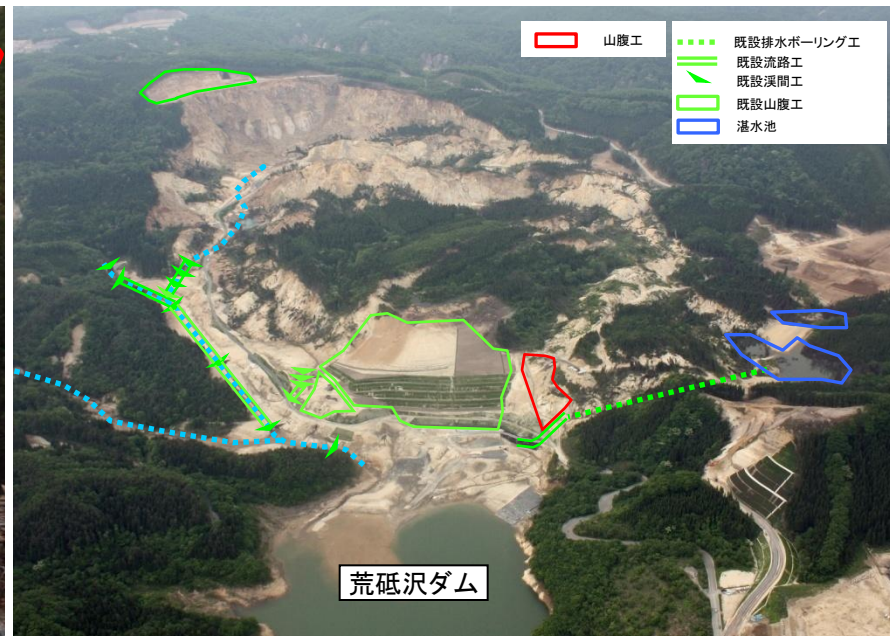 山腹工
既設排水ボーリング工
既設流路工
既設渓間工
既設山腹工
湛水池
荒砥沢ダム